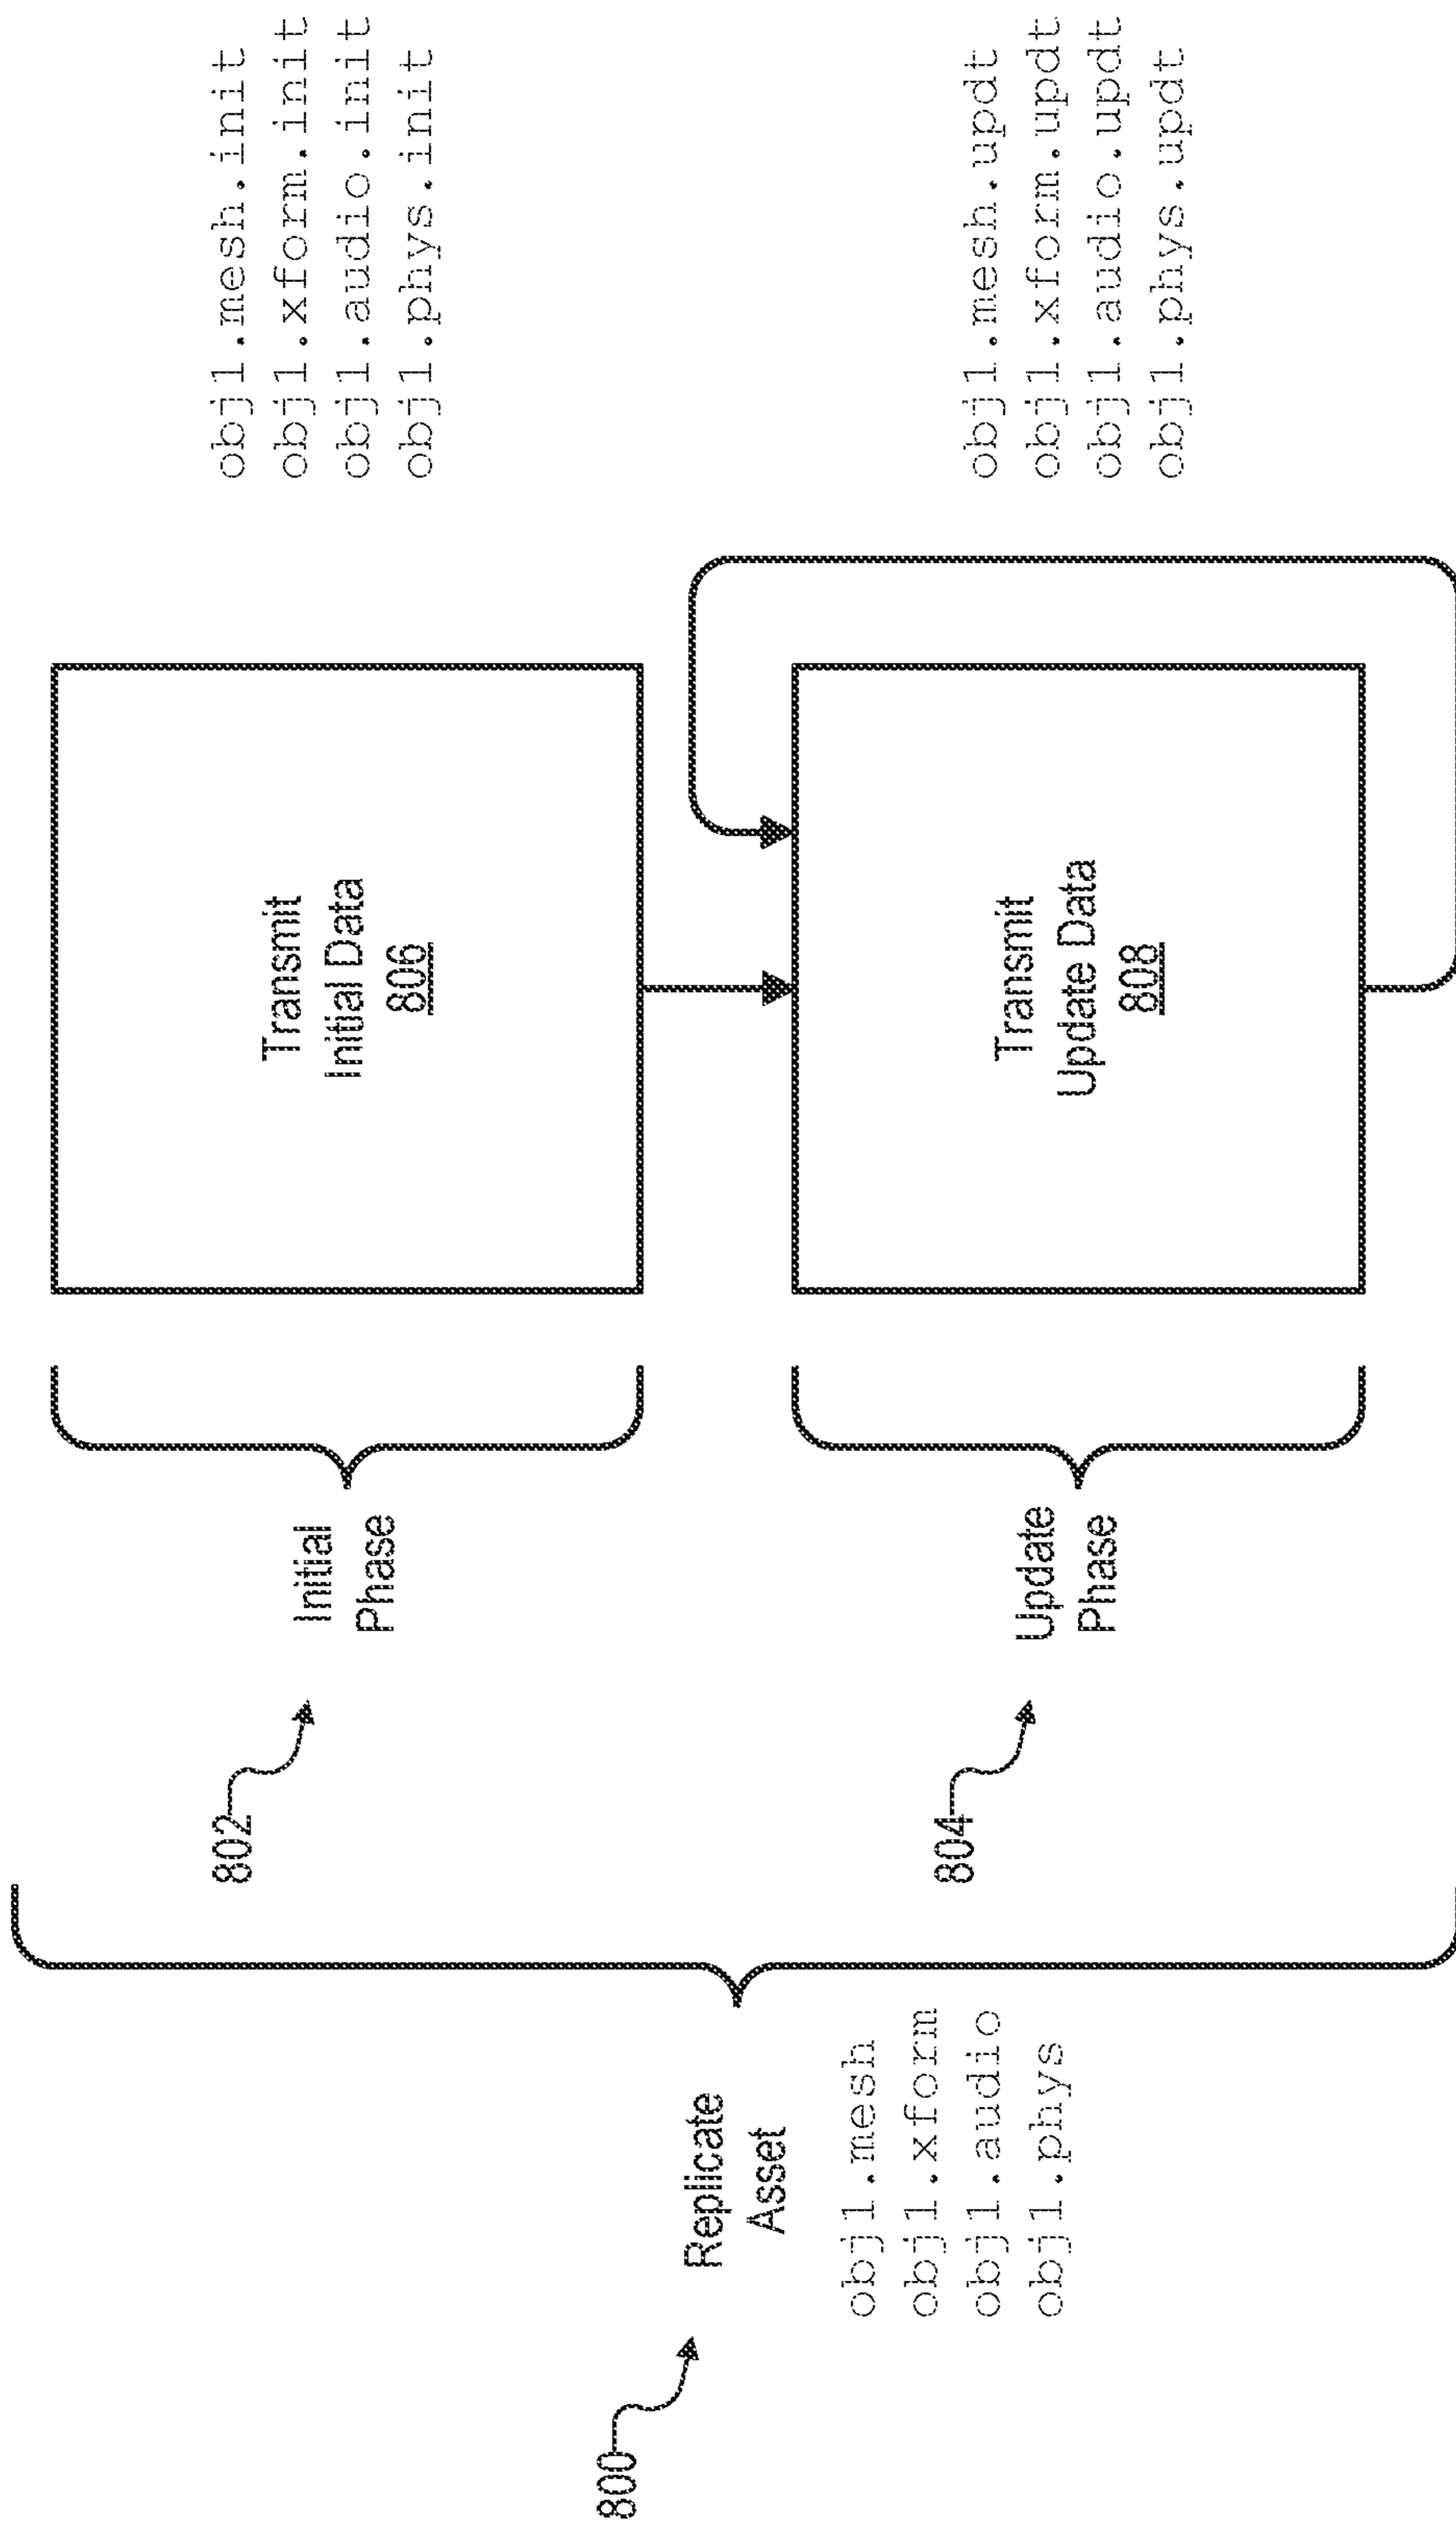 800
Replicate
Asset
obj1.mesh
obj1.xform
obj1.audio
obj1.phys
802
Initial
Phase
Transmit
Initial Data
806
obj1.mesh.init
obj1.xform.init
obj1.audio.init
obj1.phys.init
804
Update
Phase
Transmit
Update Data
808
obj1.mesh.updt
obj1.xform.updt
obj1.audio.updt
obj1.phys.updt